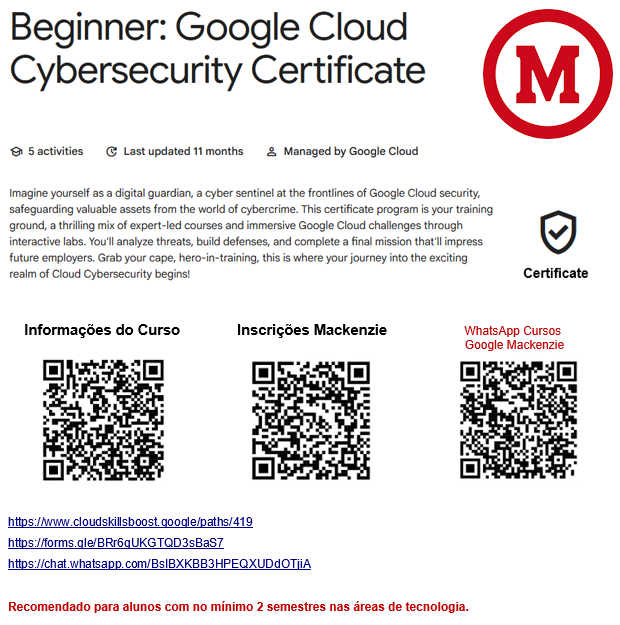 Beginner: Google Cloud
Cybersecurity Certificate
M
5 activities Last updated 11 months Managed by Google Cloud
Imagine yourself as a digital guardian, a cyber sentinel at the frontlines of Google Cloud security,
safeguarding valuable assets from the world of cybercrime. This certificate program is your training
ground, a thrilling mix of expert-led courses and immersive Google Cloud challenges through
interactive labs. You'll analyze threats, build defenses, and complete a final mission that'll impress
future employers. Grab your cape, hero-in-training, this is where your journey into the exciting
realm of Cloud Cybersecurity begins!
Certificate
Informações do Curso
Inscrições Mackenzie
WhatsApp Cursos
Google Mackenzie
https://www.cloudskillsboost.google/paths/419
https://forms.gle/BRr6gUKGTQD3sBaS7
https://chat.whatsapp.com/BslBXKBB3HPEQXUDdOTjiA
Recomendado para alunos com no mínimo 2 semestres nas áreas de tecnologia.